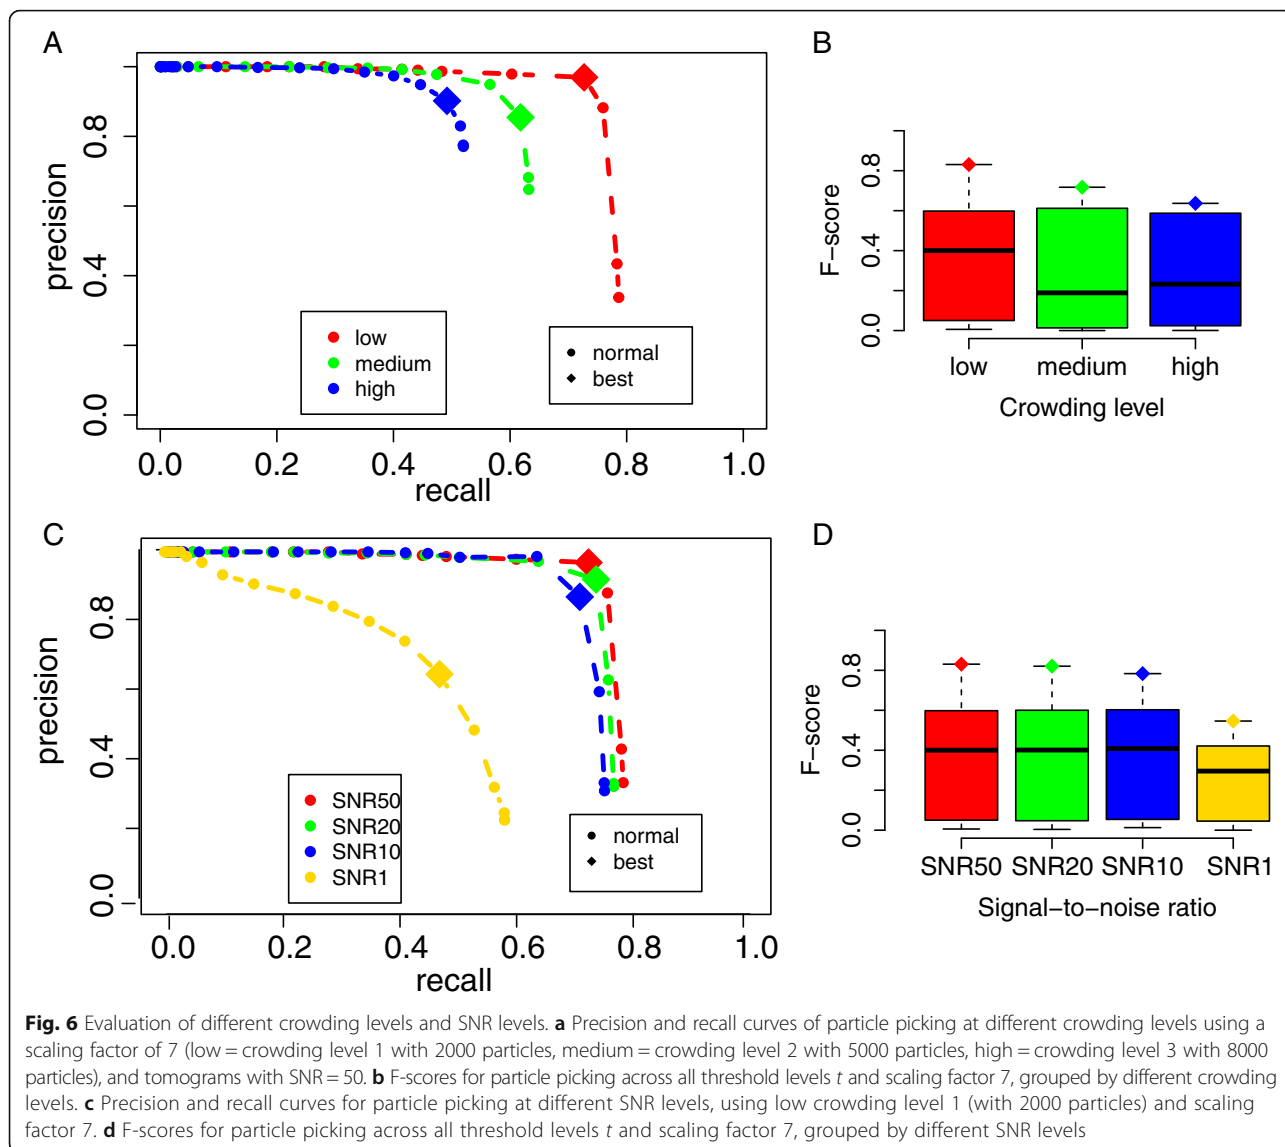 A
precision
0.0 0.4 0.8
low
medium
high
normal
best
0.0 0.2 0.4 0.6 0.8 1.0
recall
B
F−score
0.0 0.4 0.8
low medium high
Crowding level
C
precision
0.0 0.4 0.8
SNR50
SNR20
SNR10
SNR1
normal
best
0.0 0.2 0.4 0.6 0.8 1.0
recall
D
F−score
0.0 0.4 0.8
SNR50 SNR20 SNR10 SNR1
Signal−to−noise ratio
Fig. 6 Evaluation of different crowding levels and SNR levels. a Precision and recall curves of particle picking at different crowding levels using a
scaling factor of 7 (low = crowding level 1 with 2000 particles, medium = crowding level 2 with 5000 particles, high = crowding level 3 with 8000
particles), and tomograms with SNR = 50. b F-scores for particle picking across all threshold levels t and scaling factor 7, grouped by different crowding
levels. c Precision and recall curves for particle picking at different SNR levels, using low crowding level 1 (with 2000 particles) and scaling
factor 7. d F-scores for particle picking across all threshold levels t and scaling factor 7, grouped by different SNR levels